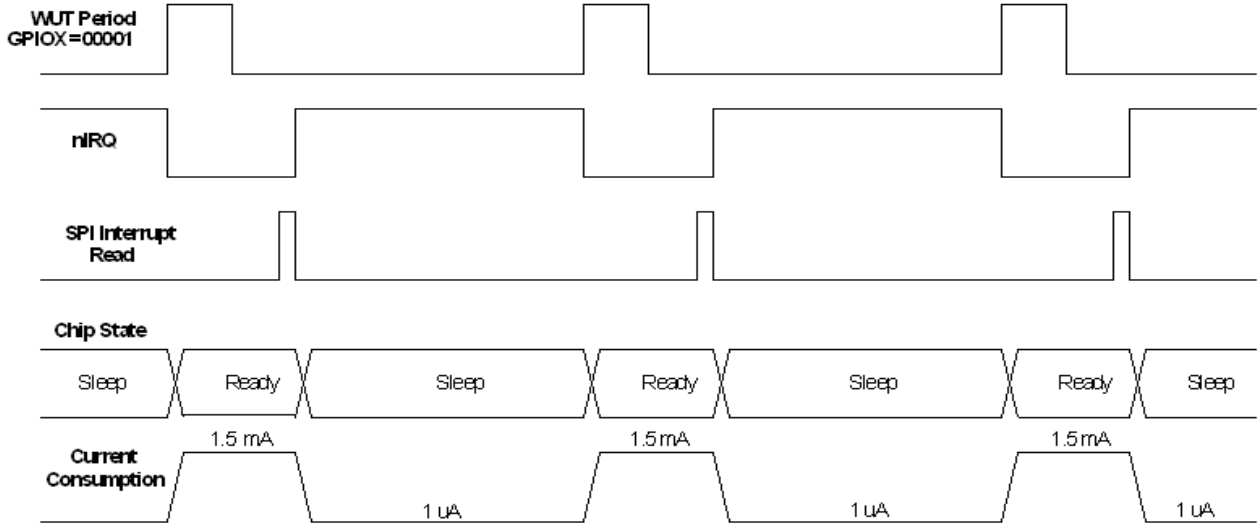 WUT Period
GPIOX=00001
nIRQ
SPI Interrupt
Read
Chip State
Sleep Ready Sleep Ready Sleep Ready Sleep
1.5 mA 1.5 mA 1.5 mA
Current
Consumption
1 uA 1 uA 1 uA